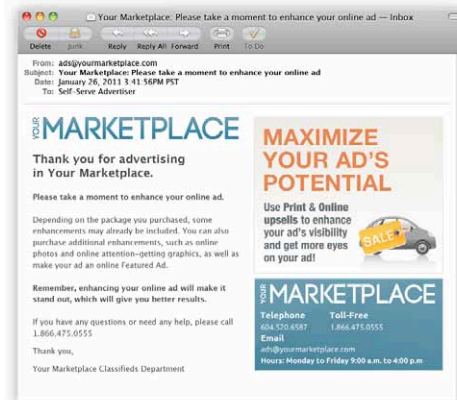 Your Marketplace: Please take a moment to enhance your online ad — Inbox
Delete Junk Reply Reply All Forward Print To Do
From: ads@yourmarketplace.com
Subject: Your Marketplace: Please take a moment to enhance your online ad
Date: January 26, 2011 3:41:56PM PST
To: Self-Serve Advertiser
YOUR MARKETPLACE
Thank you for advertising
in Your Marketplace.
Please take a moment to enhance your online ad.
Depending on the package you purchased, some
enhancements may already be included. You can also
purchase additional enhancements, such as online
photos and online attention-getting graphics, as well as
make your ad an online Featured Ad.
Remember, enhancing your online ad will make it
stand out, which will give you better results.
If you have any questions or need any help, please call
1.866.475.0555
Thank you,
Your Marketplace Classifieds Department
MAXIMIZE
YOUR AD'S
POTENTIAL
Use Print & Online
upsells to enhance
your ad's visibility
and get more eyes
on your ad!
SALE
YOUR MARKETPLACE
Telephone Toll-Free
604.520.6587 1.866.475.0555
Email
ads@yourmarketplace.com
Hours: Monday to Friday 9:00 a.m. to 4:00 p.m